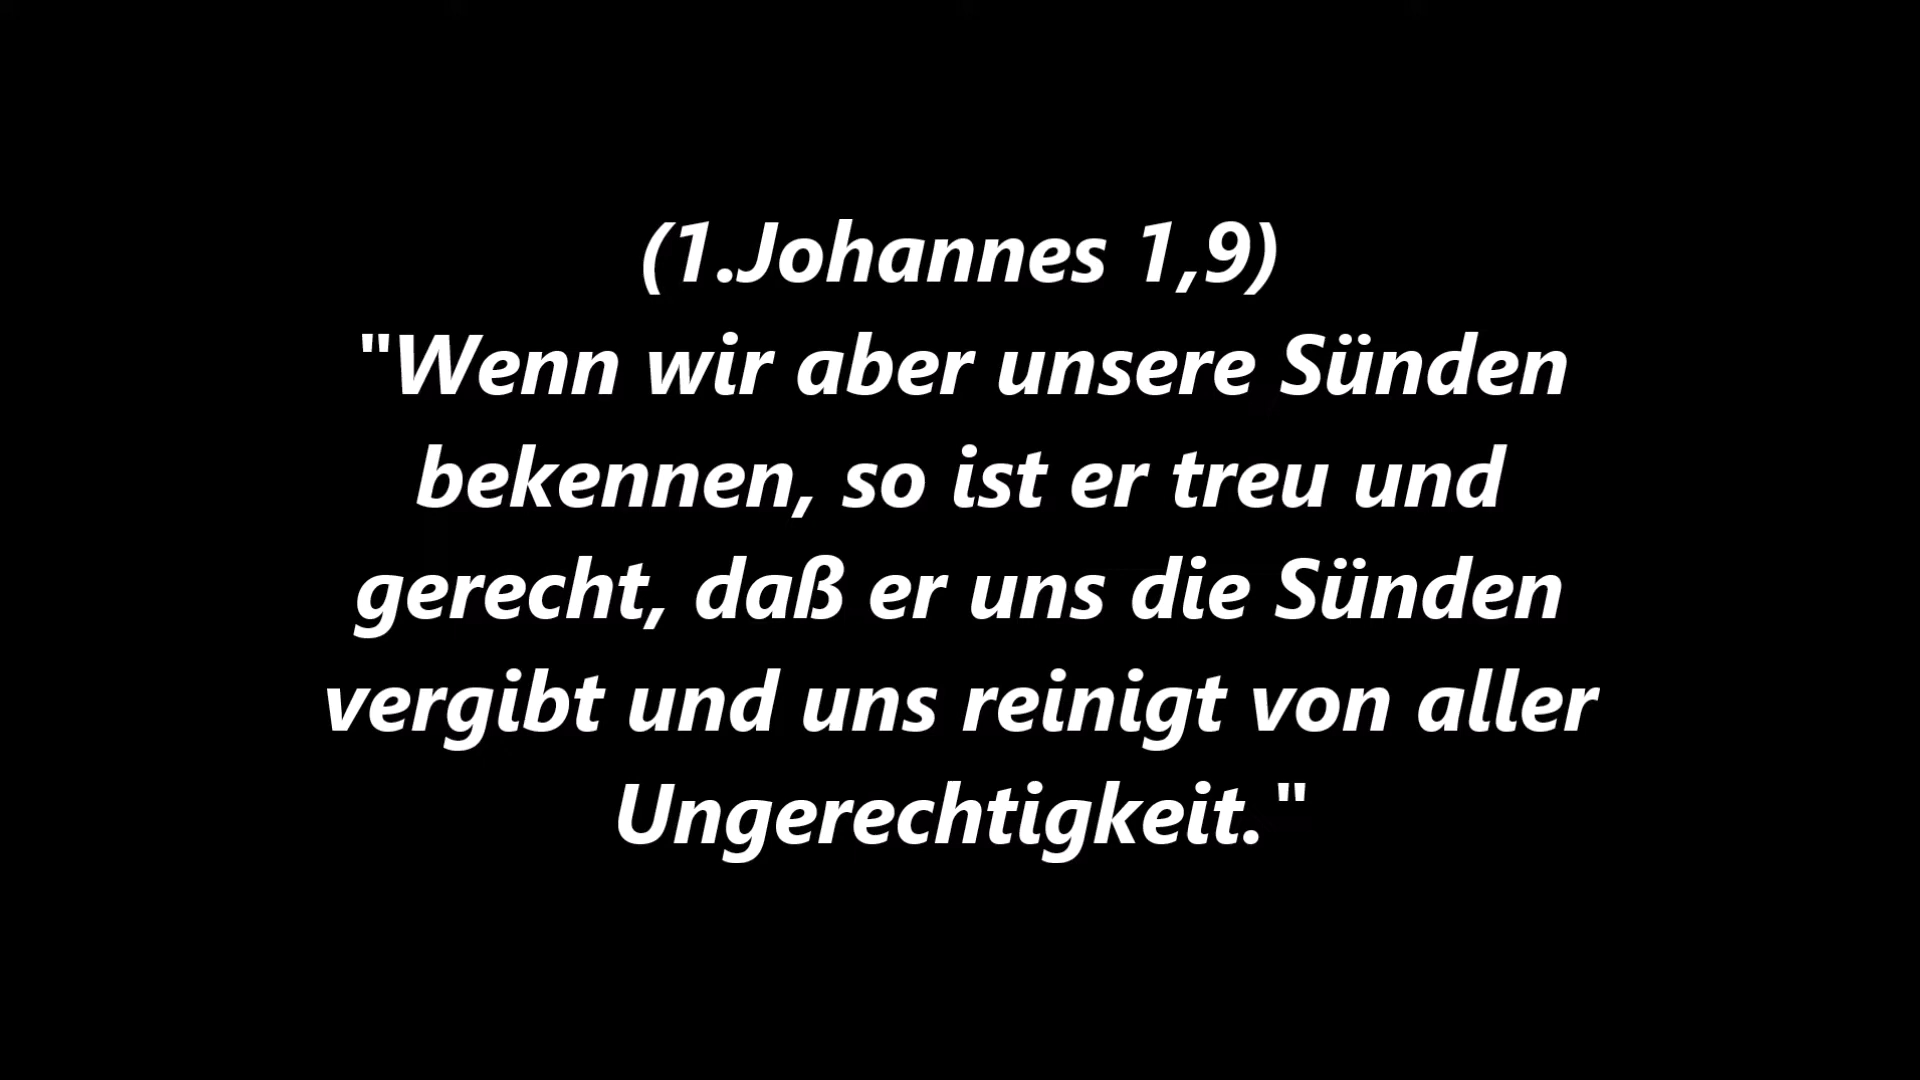 (1.Johannes 1,9)
"Wenn wir aber unsere Sünden
bekennen, so ist er treu und
gerecht, daß er uns die Sünden
vergibt und uns reinigt von aller
Ungerechtigkeit."